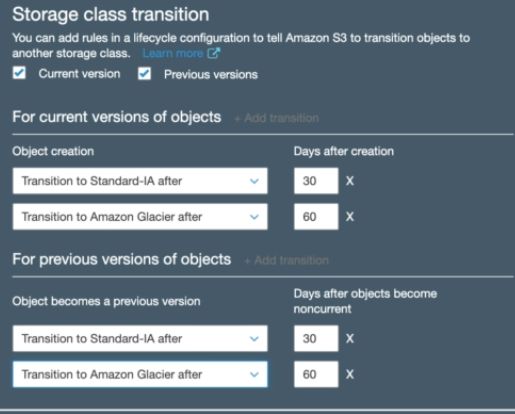 Storage class transition
You can add rules in a lifecycle configuration to tell Amazon S3 to transition objects to
another storage class. Learn more
Current version Previous versions
For current versions of objects + Add transition
Object creation Days after creation
Transition to Standard-IA after 30 X
Transition to Amazon Glacier after 60 X
For previous versions of objects + Add transition
Object becomes a previous version Days after objects become
noncurrent
Transition to Standard-IA after 30 X
Transition to Amazon Glacier after 60 X